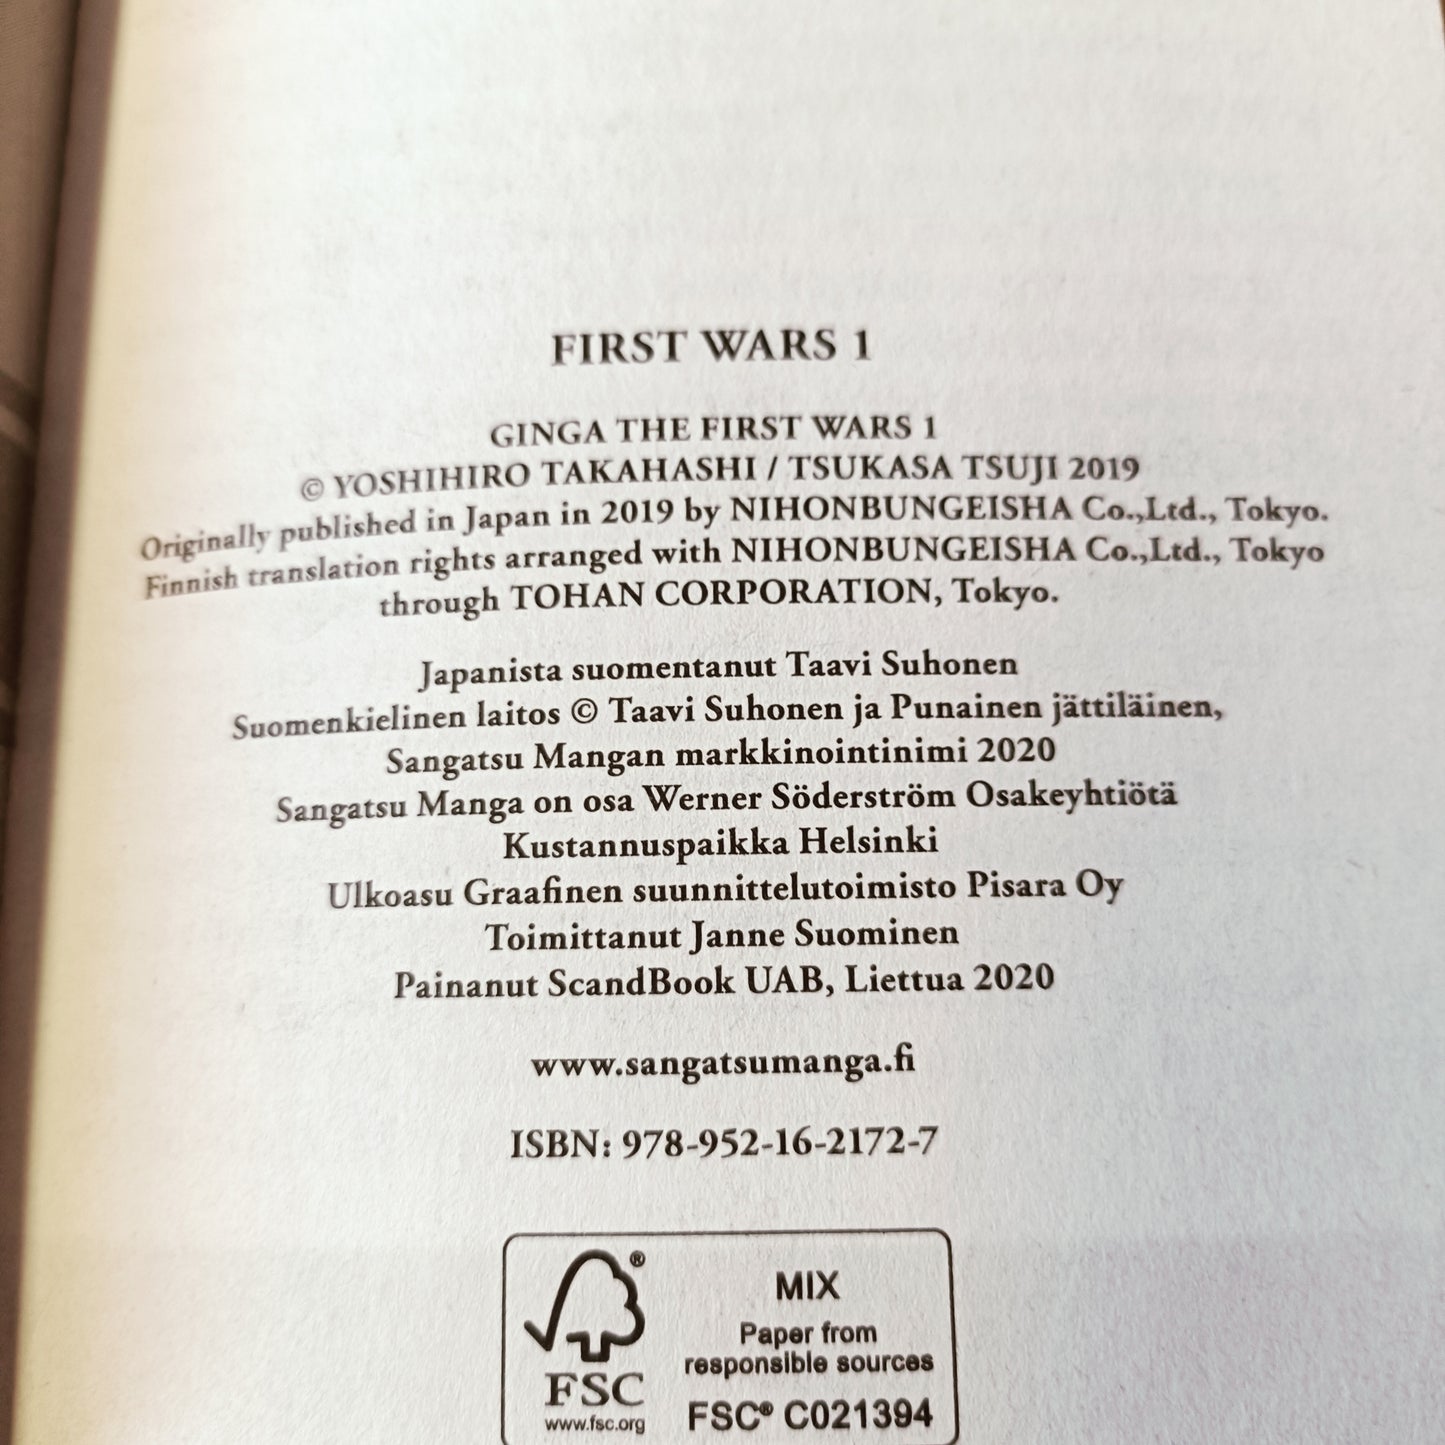 FIRST WARS 1
GINGA THE FIRST WARS 1
© YOSHIHIRO TAKAHASHI / TSUKASA TSUJI 2019
Originally published in Japan in 2019 by NIHONBUNGEISHA Co.,Ltd., Tokyo.
Finnish translation rights arranged with NIHONBUNGEISHA Co.,Ltd., Tokyo
through TOHAN CORPORATION, Tokyo.
Japanista suomentanut Taavi Suhonen
Suomenkielinen laitos © Taavi Suhonen ja Punainen jättiläinen,
Sangatsu Mangan markkinointinimi 2020
Sangatsu Manga on osa Werner Söderström Osakeyhtiötä
Kustannuspaikka Helsinki
Ulkoasu Graafinen suunnittelutoimisto Pisara Oy
Toimittanut Janne Suominen
Painanut ScandBook UAB, Liettua 2020
www.sangatsumanga.fi
ISBN: 978-952-16-2172-7
®
FSC
www.fsc.org
MIX
Paper from
responsible sources
FSC® C021394